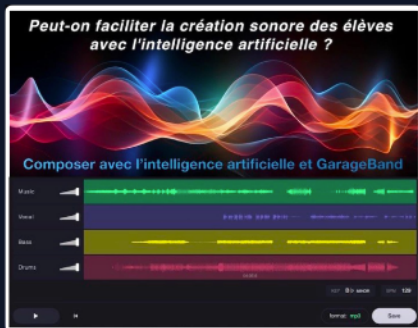 Peut-on faciliter la création sonore des élèves
avec l'intelligence artificielle ?
Composer avec l'intelligence artificielle et GarageBand
Music
Vocal
Bass
Drums
format mp3
Save